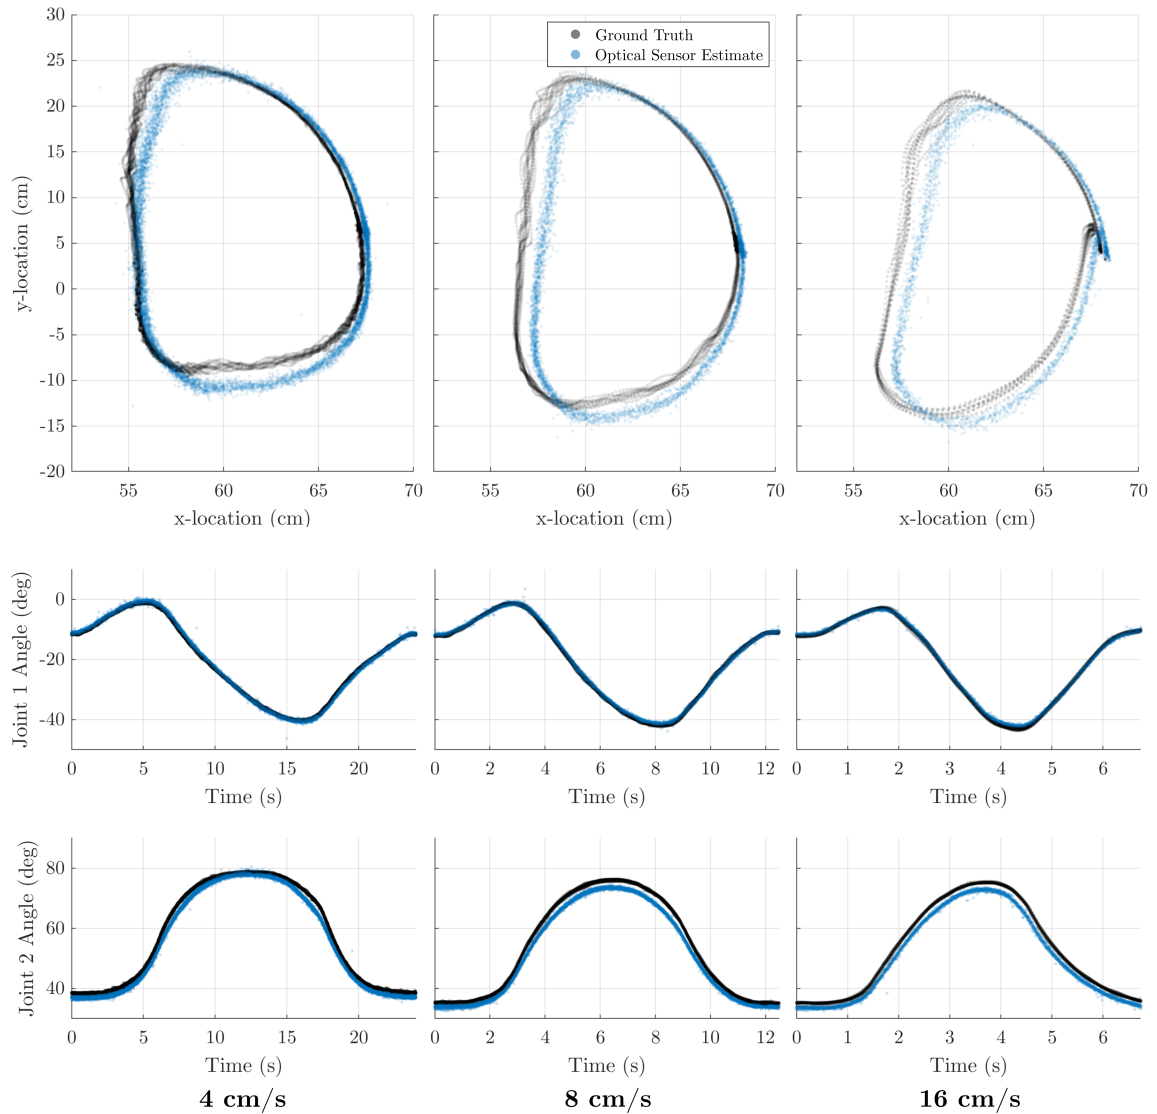 30
25
20
15
10
5
0
-5
-10
-15
-20
y-location (cm)
Ground Truth
Optical Sensor Estimate
55 60 65 70 55 60 65 70 55 60 65 70
x-location (cm) x-location (cm) x-location (cm)
Joint 1 Angle (deg)
0
-20
-40
0 5 10 15 20 0 2 4 6 8 10 12 0 1 2 3 4 5 6
Time (s) Time (s) Time (s)
Joint 2 Angle (deg)
80
60
40
0 5 10 15 20 0 2 4 6 8 10 12 0 1 2 3 4 5 6
Time (s) Time (s) Time (s)
4 cm/s 8 cm/s 16 cm/s